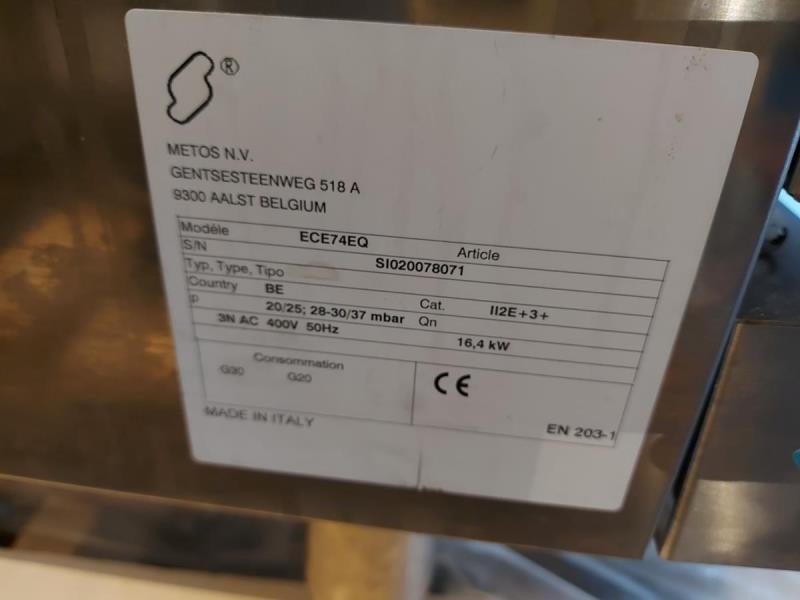 ®
METOS N.V.
GENTSESTEENWEG 518 A
9300 AALST BELGIUM
Modéle ECE74EQ Article
S/N SI020078071
Typ, Type, Tipo
Country BE Cat. II2E+3+
p 20/25; 28-30/37 mbar Qn 16,4 kW
3N AC 400V 50Hz
Consommation
G30 G20
CE
MADE IN ITALY EN 203-1